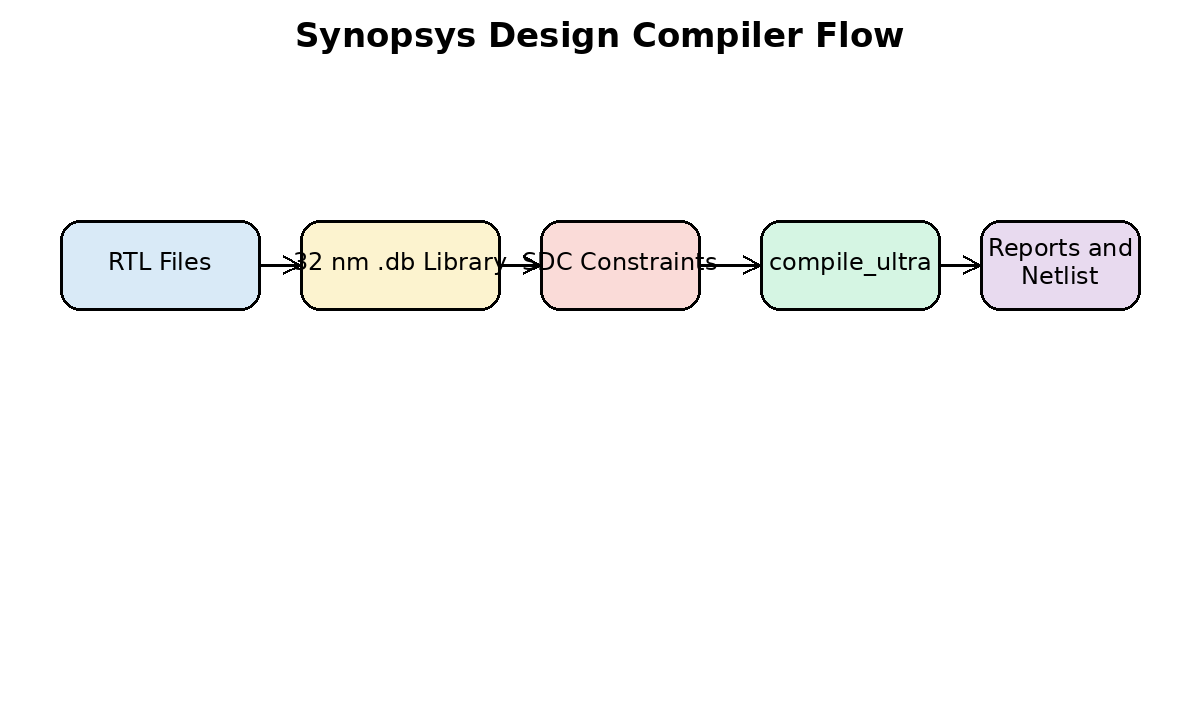 Synopsys Design Compiler Flow
RTL Files
32 nm .db Library
SDC Constraints
compile_ultra
Reports and
Netlist